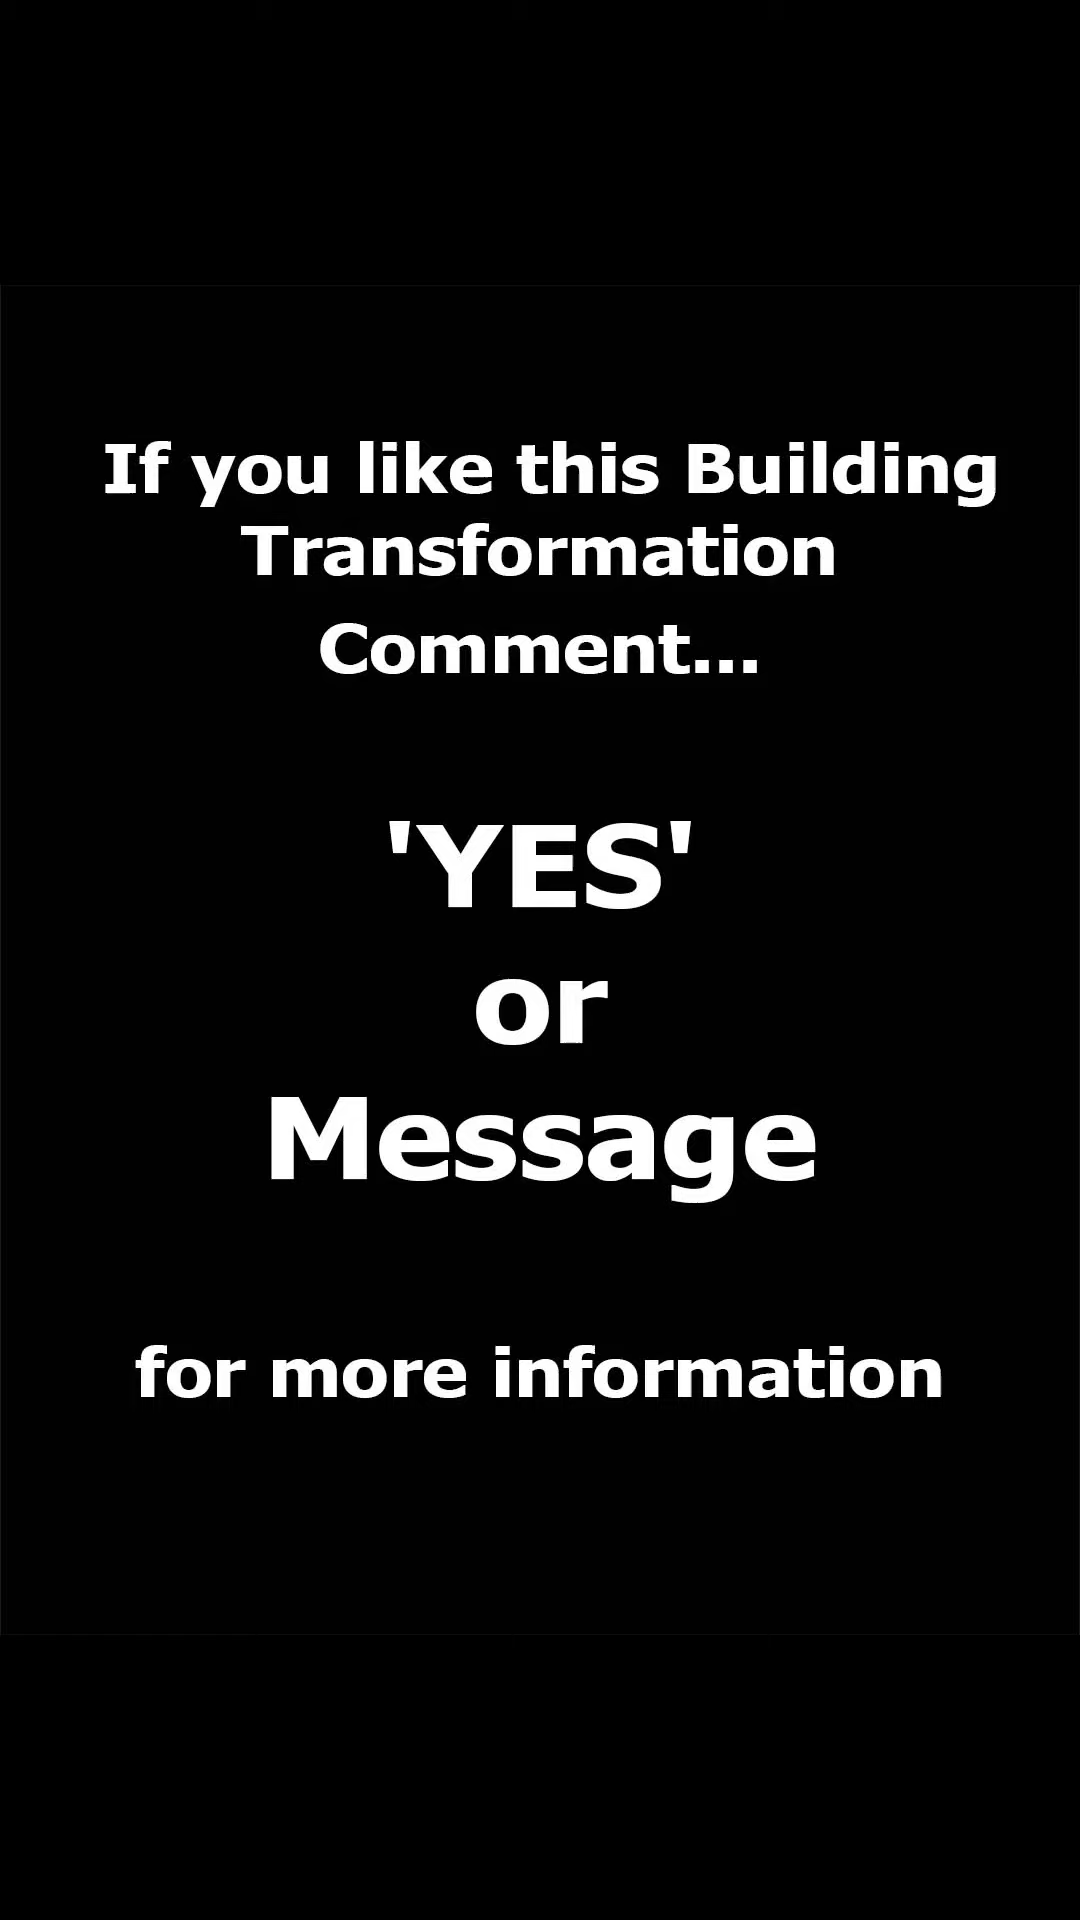 If you like this Building
Transformation
Comment...
'YES'
or
Message
for more information